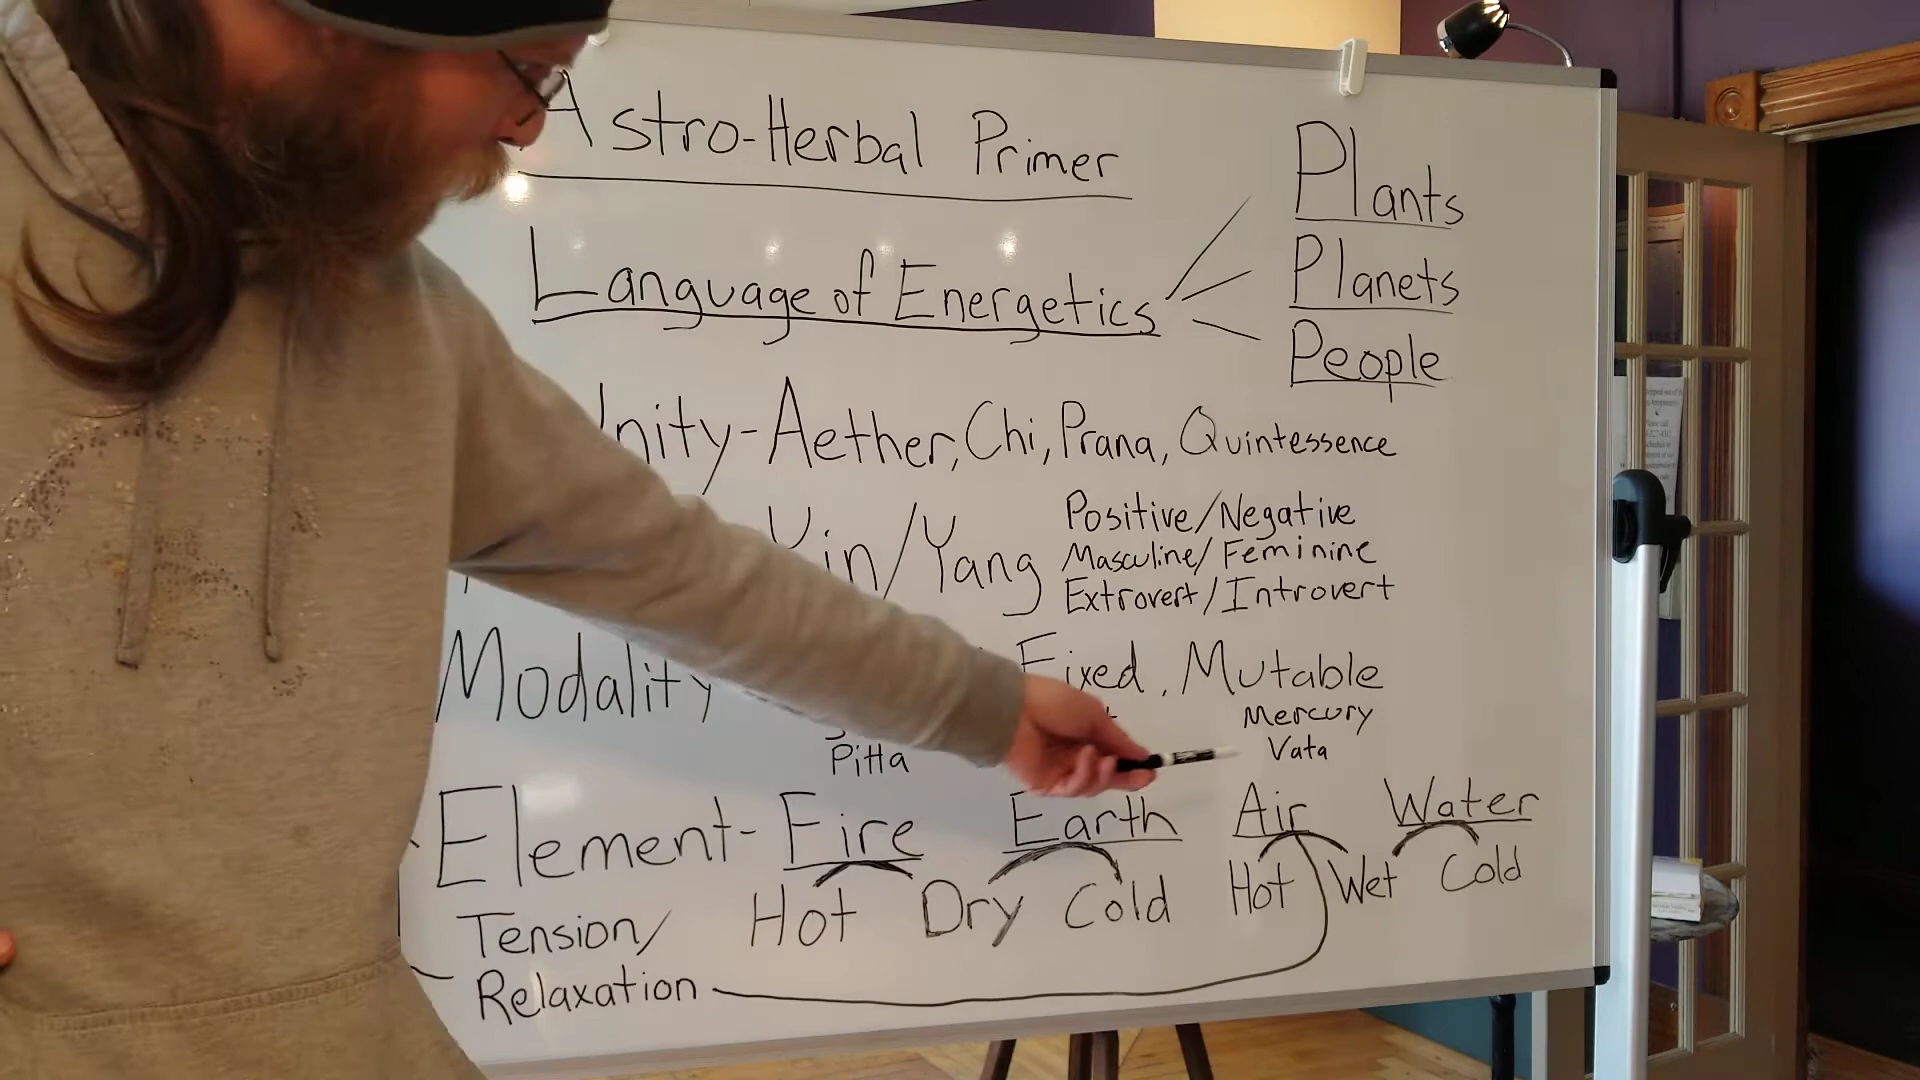 Astro-Herbal Primer
Plants
Language of Energetics
Planets
People
Unity-Aether, Chi, Prana, Quintessence
Yin/Yang
Positive/Negative
Masculine/Feminine
Extrovert/Introvert
Modality
Fixed, Mutable
Mercury
Pitta
Vata
Element- Fire Earth Air Water
Hot Dry Cold Hot Wet Cold
Tension/
Relaxation